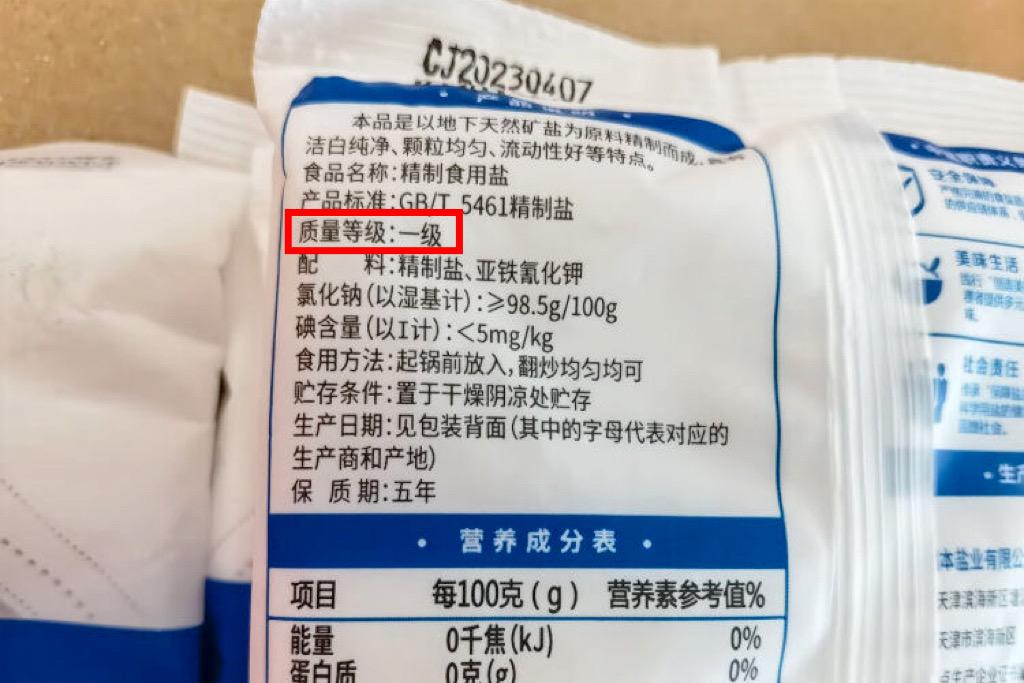 CJ20230407
本品是以地下天然矿盐为原料精制而成,具有
洁白纯净、颗粒均匀、流动性好等特点。
食品名称:精制食用盐
产品标准:GB/T 5461精制盐
质量等级:一级
配 料:精制盐、亚铁氰化钾
氯化钠(以湿基计):≥98.5g/100g
碘含量(以I计):<5mg/kg
食用方法:起锅前放入,翻炒均匀均可
贮存条件:置于干燥阴凉处贮存
生产日期:见包装背面(其中的字母代表对应的
生产商和产地)
保 质 期:五年
· 营养成分表 ·
项目 每100克(g) 营养素参考值%
能量 0千焦(kJ) 0%
蛋白质 0克(g) 0%
安全保障
美味生活
社会责任
· 生产
本盐业有限公
天津滨海新区
天津市滨海新区